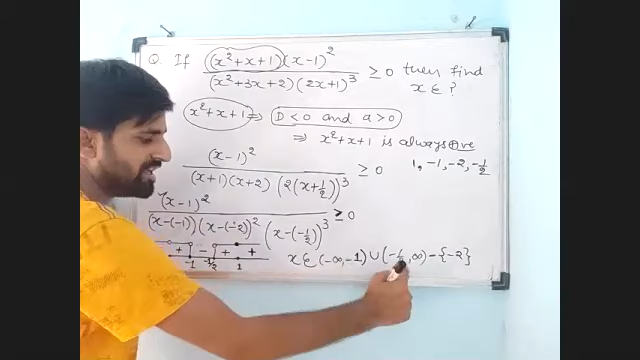 Q. If (x²+x+1)(x-1)² / (x²+3x+2)(2x+1)³ ≥ 0 then find x ∈ ?
x²+x+1 ⇒ D < 0 and a > 0
⇒ x²+x+1 is always +ve
(x-1)² / (x+1)(x+2)(2(x+½))³ ≥ 0 1, -1, -2, -½
(x-1)² / (x-(-1))(x-(-2))²(x-(-½))³ ≥ 0
+ - + +
-1 -½ 1
x ∈ (-∞, -1) ∪ (-½, ∞) - {-2}